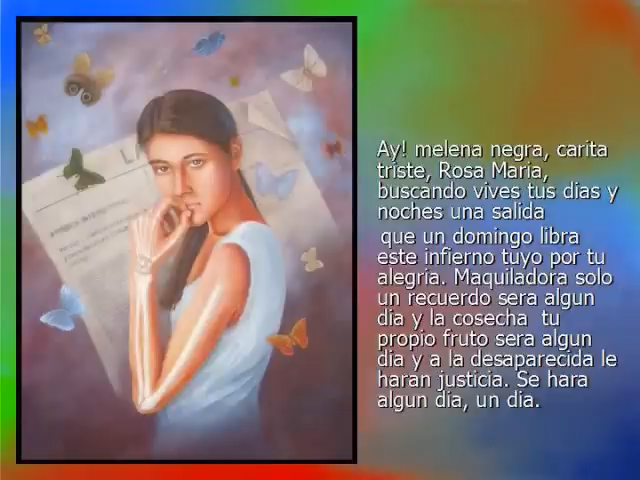 Ay! melena negra, carita
triste, Rosa Maria,
buscando vives tus dias y
noches una salida
que un domingo libra
este infierno tuyo por tu
alegria. Maquiladora solo
un recuerdo sera algun
dia y la cosecha tu
propio fruto sera algun
dia y a la desaparecida le
haran justicia. Se hara
algun dia, un dia.